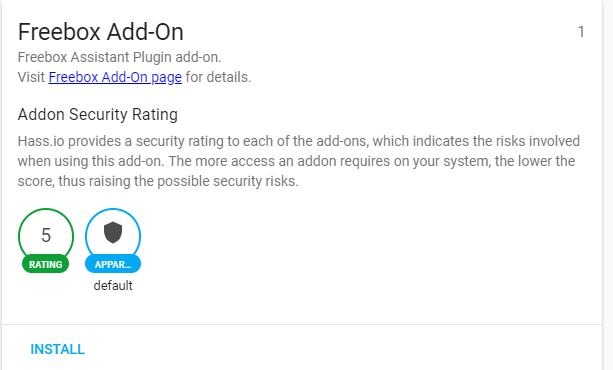 Freebox Add-On
1
Freebox Assistant Plugin add-on.
Visit Freebox Add-On page for details.
Addon Security Rating
Hass.io provides a security rating to each of the add-ons, which indicates the risks involved
when using this add-on. The more access an addon requires on your system, the lower the
score, thus raising the possible security risks.
5
RATING
APPAR...
default
INSTALL